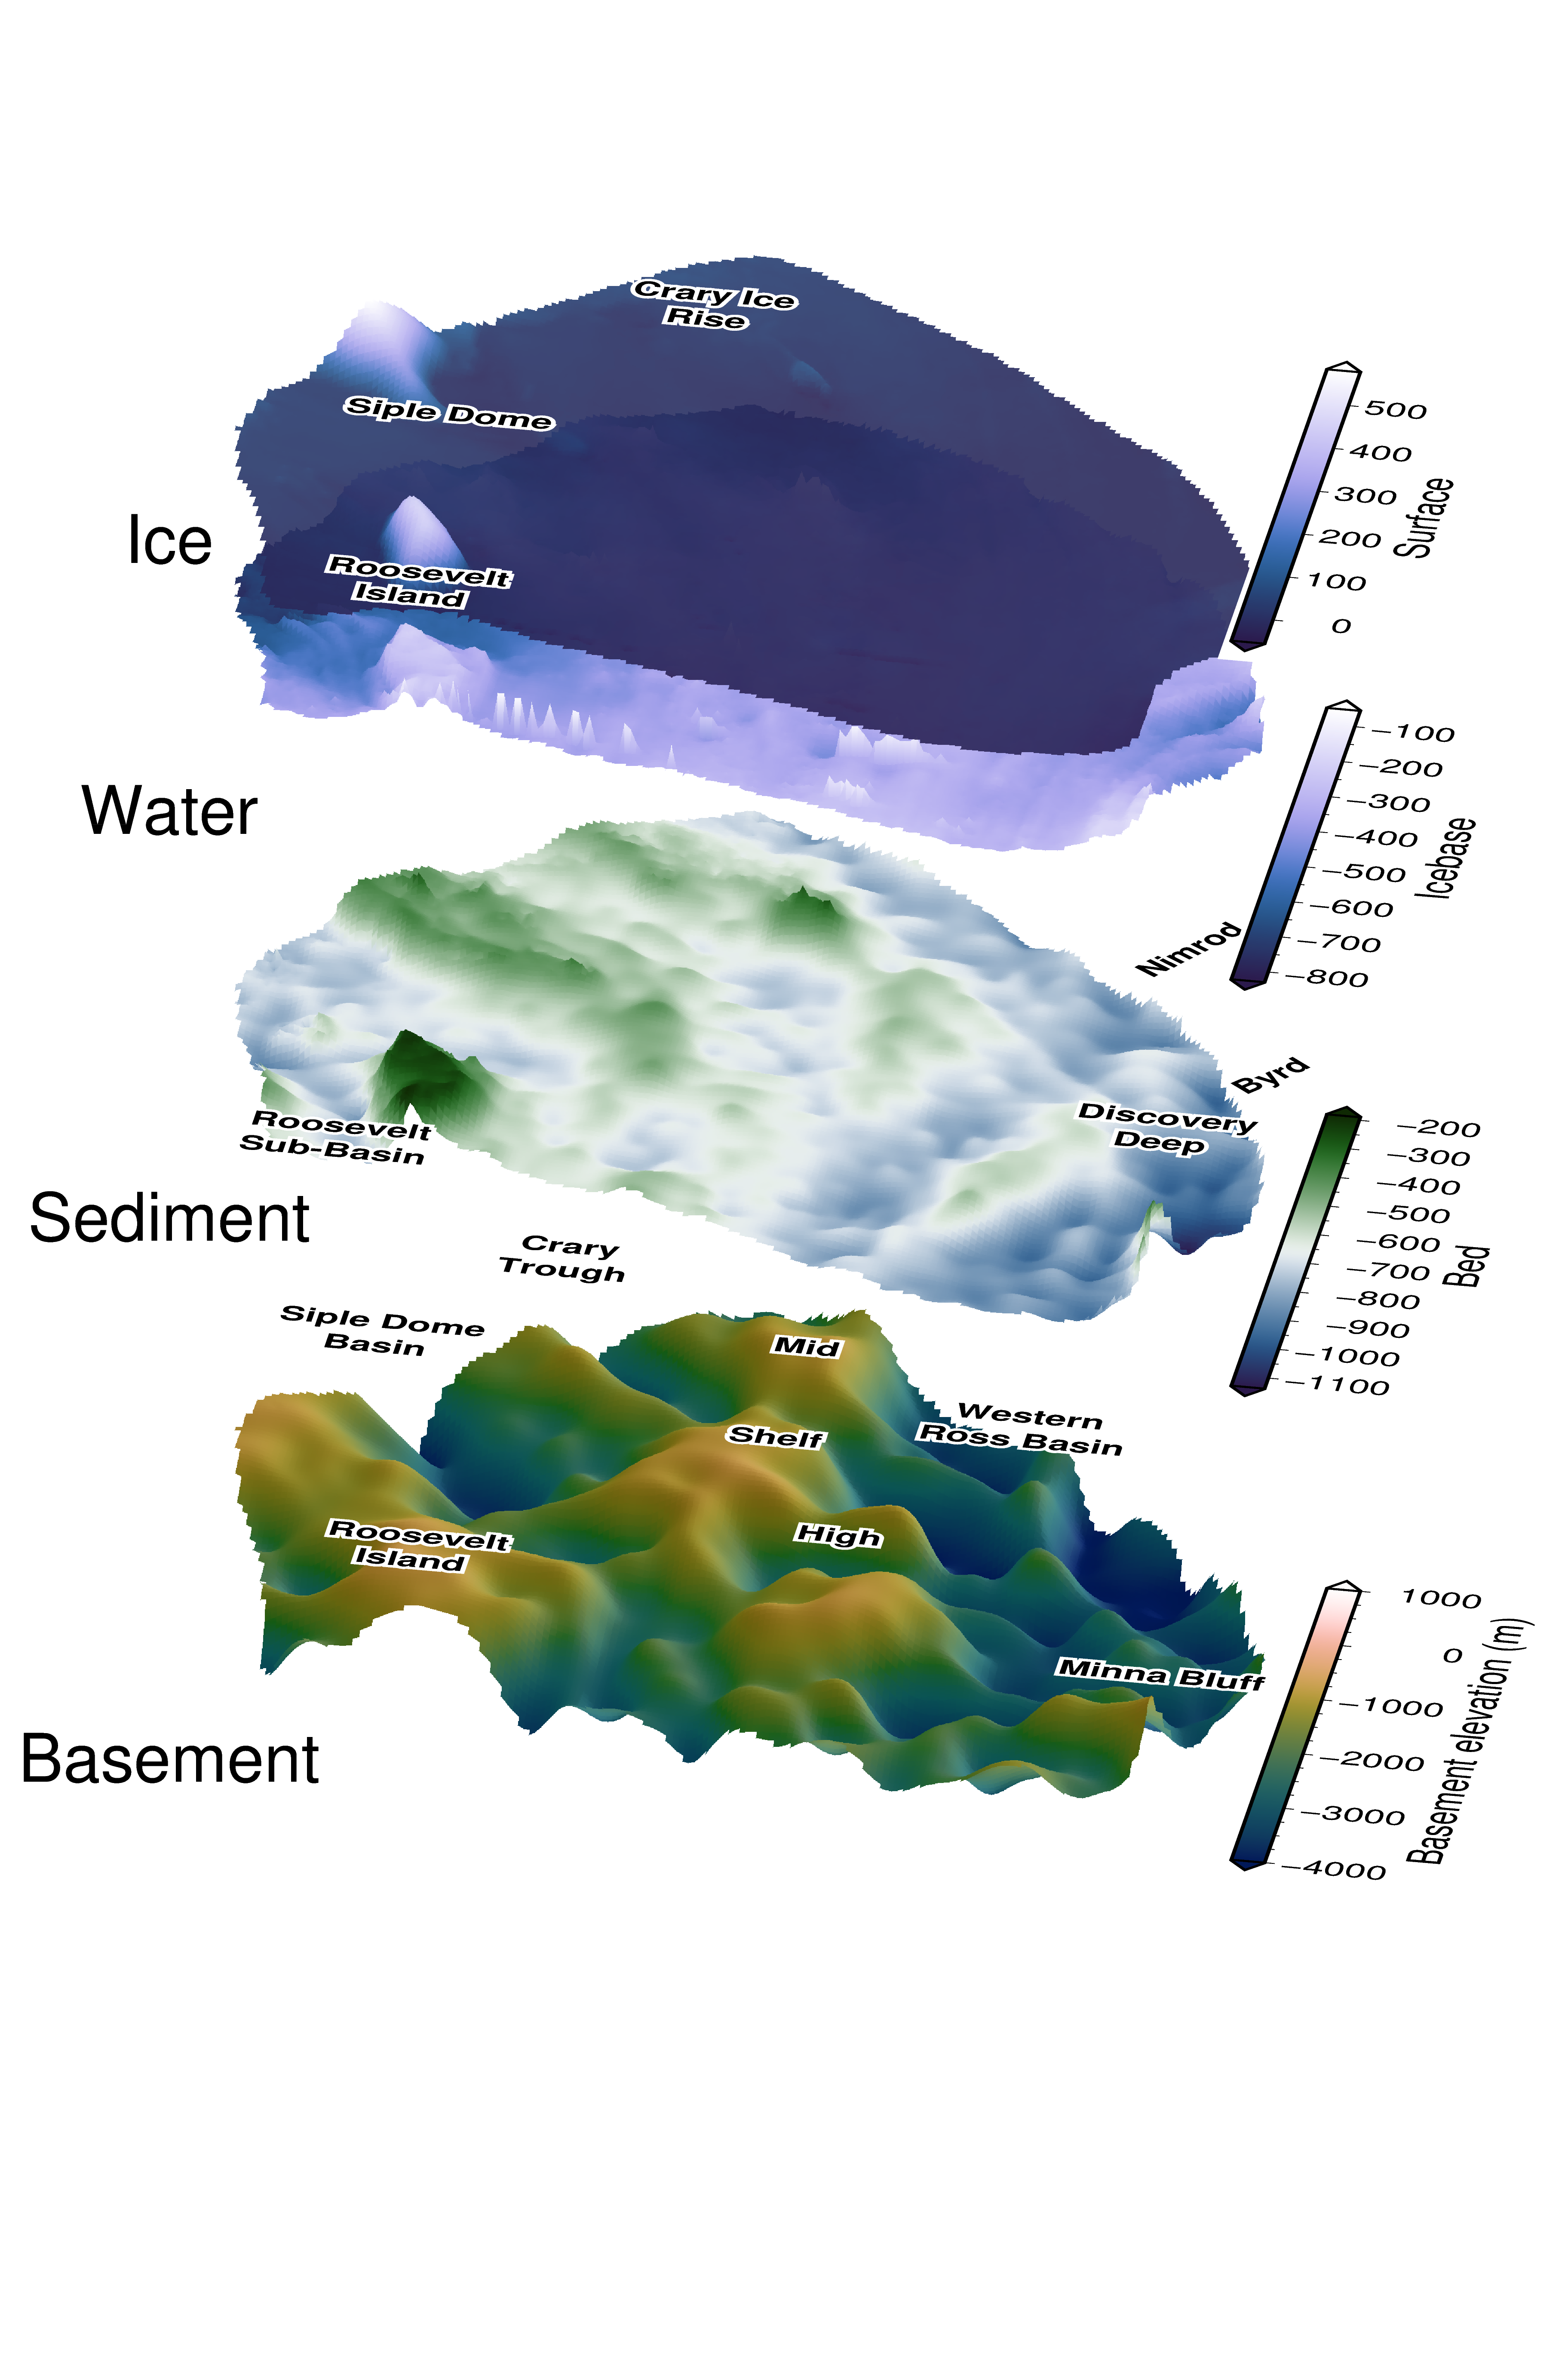 Crary Ice
Rise
Siple Dome
Ice
Roosevelt
Island
500
400
300
200
100
0
Surface
Water
−100
−200
−300
−400
−500
−600
−700
−800
Icebase
Nimrod
Byrd
Discovery
Deep
Roosevelt
Sub-Basin
Sediment
−200
−300
−400
−500
−600
−700
−800
−900
−1000
−1100
Bed
Crary
Trough
Siple Dome
Basin
Mid
Shelf
High
Western
Ross Basin
Roosevelt
Island
Minna Bluff
Basement
1000
0
−1000
−2000
−3000
−4000
Basement elevation (m)